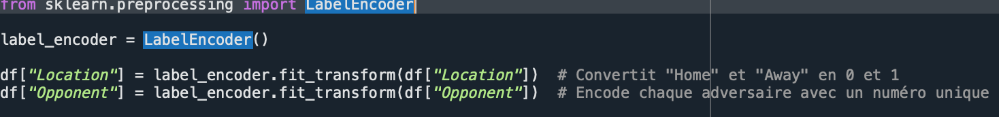 from sklearn.preprocessing import LabelEncoder
label_encoder = LabelEncoder()
df["Location"] = label_encoder.fit_transform(df["Location"])  # Convertit "Home" et "Away" en 0 et 1
df["Opponent"] = label_encoder.fit_transform(df["Opponent"])  # Encode chaque adversaire avec un numéro unique